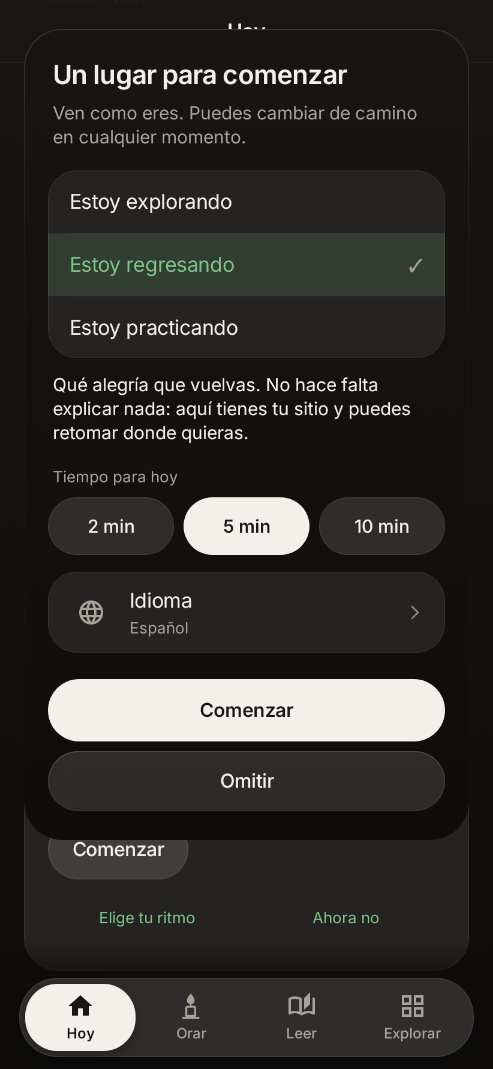 Un lugar para comenzar
Ven como eres. Puedes cambiar de camino
en cualquier momento.
Estoy explorando
Estoy regresando ✓
Estoy practicando
Qué alegría que vuelvas. No hace falta
explicar nada: aquí tienes tu sitio y puedes
retomar donde quieras.
Tiempo para hoy
2 min 5 min 10 min
Idioma
Español
Comenzar
Omitir
Comenzar
Elige tu ritmo Ahora no
Hoy Orar Leer Explorar